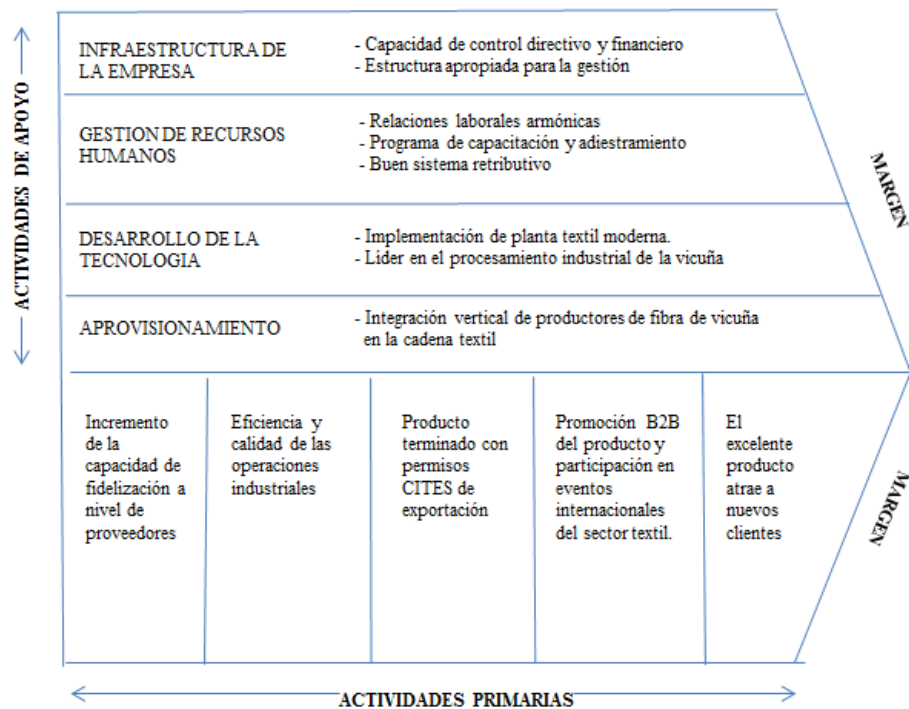 ACTIVIDADES DE APOYO
INFRAESTRUCTURA DE
LA EMPRESA
- Capacidad de control directivo y financiero
- Estructura apropiada para la gestión
GESTION DE RECURSOS
HUMANOS
- Relaciones laborales armónicas
- Programa de capacitación y adiestramiento
- Buen sistema retributivo
DESARROLLO DE LA
TECNOLOGIA
- Implementación de planta textil moderna.
- Líder en el procesamiento industrial de la vicuña
APROVISIONAMIENTO
- Integración vertical de productores de fibra de vicuña
en la cadena textil
MARGEN
Incremento
de la
capacidad de
fidelización a
nivel de
proveedores
Eficiencia y
calidad de las
operaciones
industriales
Producto
terminado con
permisos
CITES de
exportación
Promoción B2B
del producto y
participación en
eventos
internacionales
del sector textil.
El
excelente
producto
atrae a
nuevos
clientes
MARGEN
ACTIVIDADES PRIMARIAS